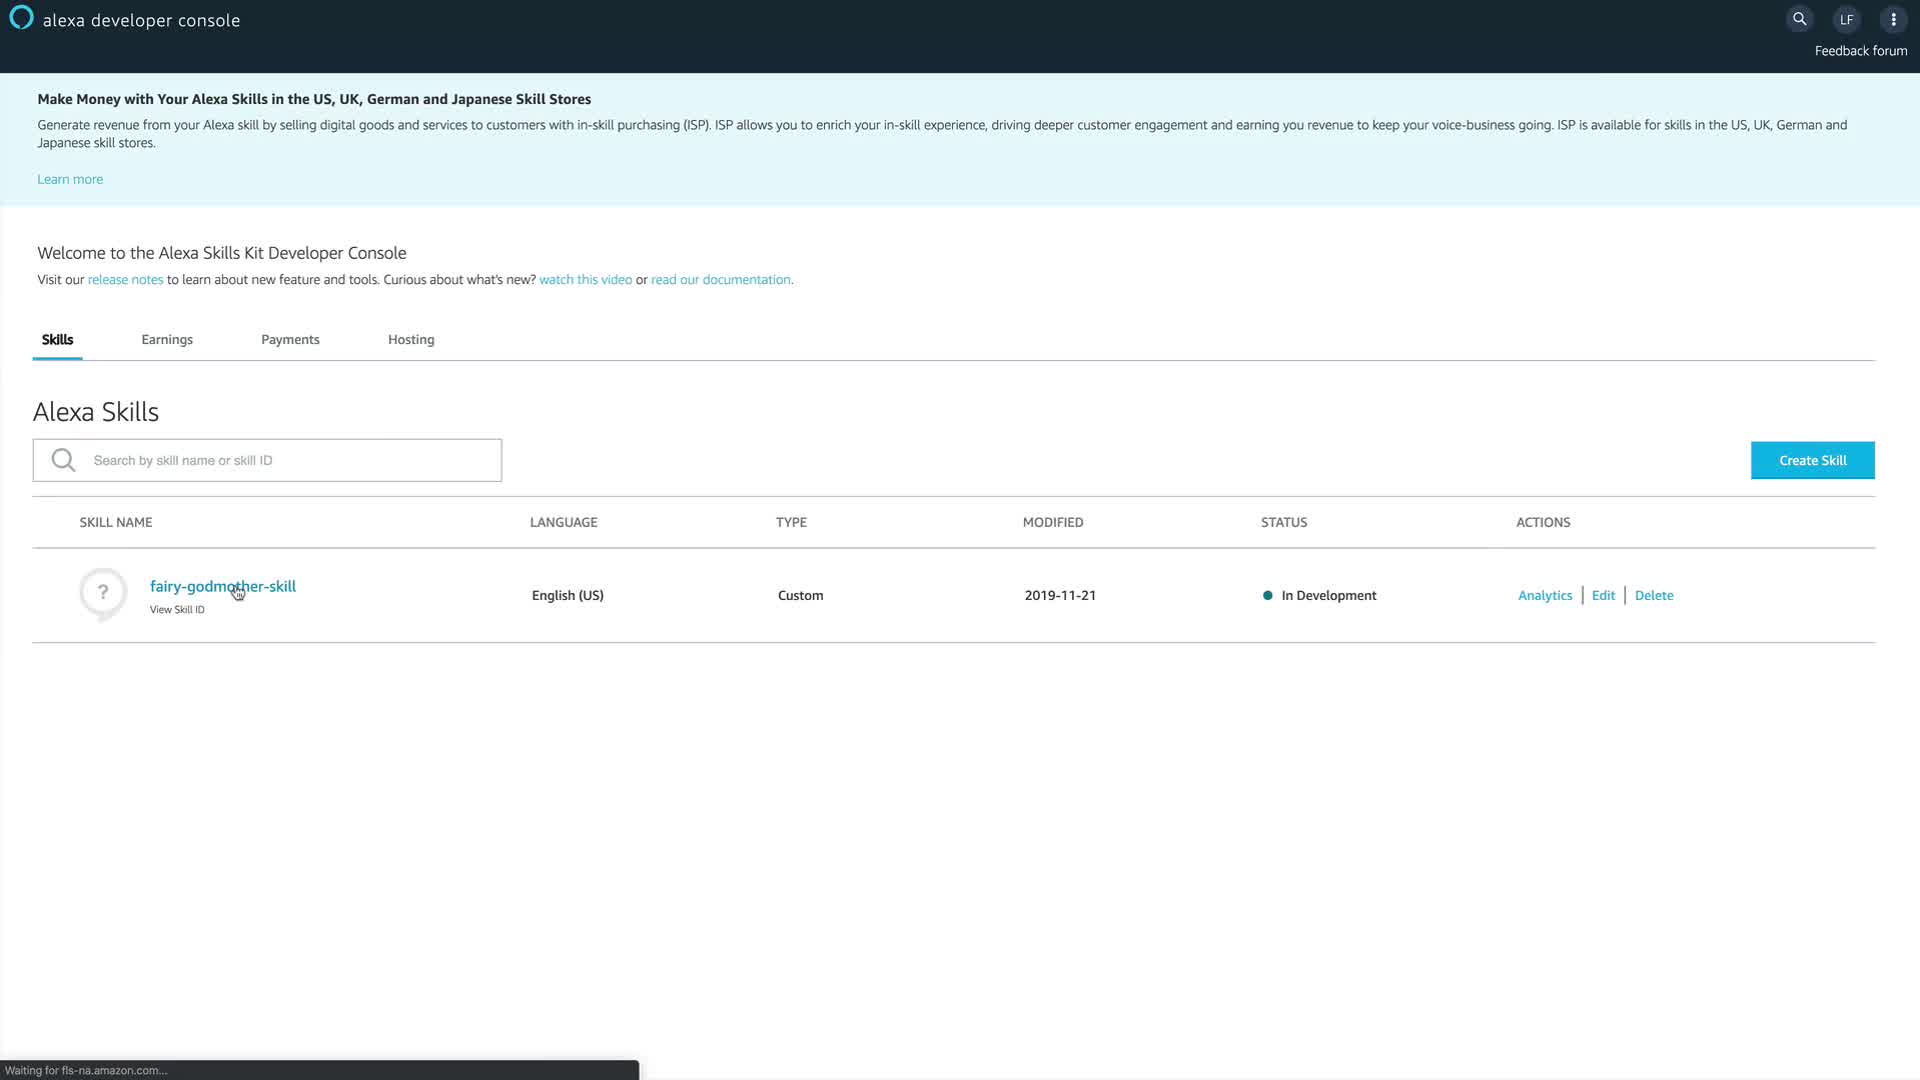 alexa developer console
LF
Feedback forum
Make Money with Your Alexa Skills in the US, UK, German and Japanese Skill Stores
Generate revenue from your Alexa skill by selling digital goods and services to customers with in-skill purchasing (ISP). ISP allows you to enrich your in-skill experience, driving deeper customer engagement and earning you revenue to keep your voice-business going. ISP is available for skills in the US, UK, German and
Japanese skill stores.
Learn more
Welcome to the Alexa Skills Kit Developer Console
Visit our release notes to learn about new feature and tools. Curious about what's new? watch this video or read our documentation.
Skills Earnings Payments Hosting
Alexa Skills
Search by skill name or skill ID
Create Skill
SKILL NAME LANGUAGE TYPE MODIFIED STATUS ACTIONS
?
fairy-godmother-skill
English (US) Custom 2019-11-21 In Development Analytics | Edit | Delete
View Skill ID
Waiting for fls-na.amazon.com...